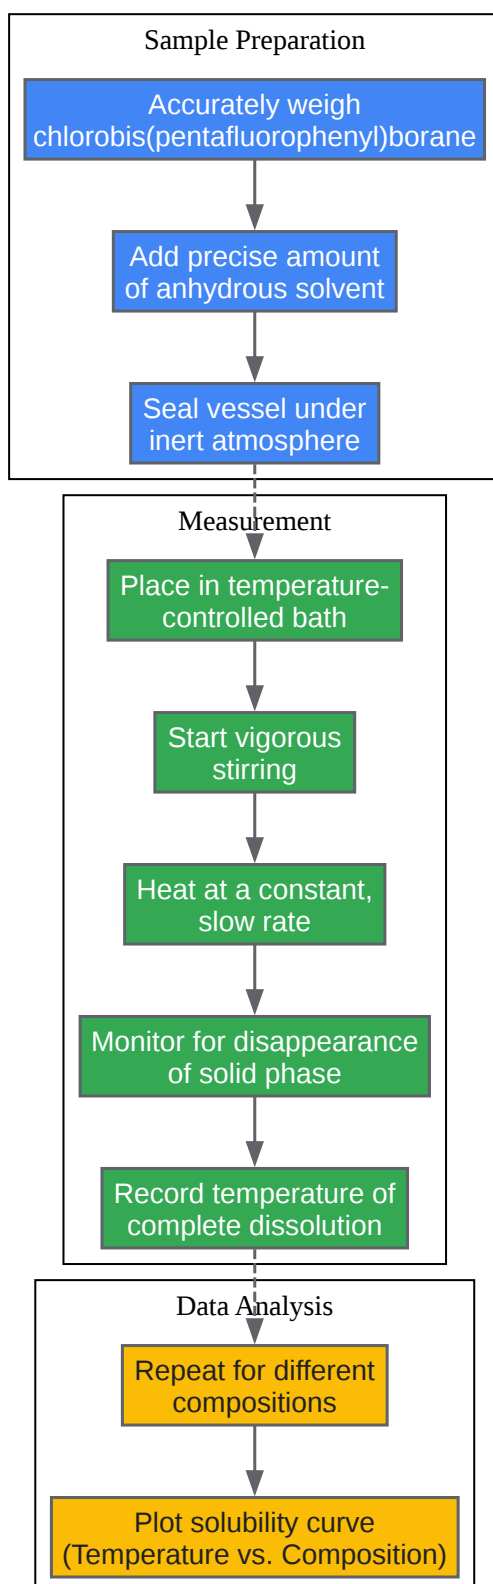 Sample Preparation
Accurately weigh
chlorobis(pentafluorophenyl)borane
Add precise amount
of anhydrous solvent
Seal vessel under
inert atmosphere
Measurement
Place in temperature-
controlled bath
Start vigorous
stirring
Heat at a constant,
slow rate
Monitor for disappearance
of solid phase
Record temperature of
complete dissolution
Data Analysis
Repeat for different
compositions
Plot solubility curve
(Temperature vs. Composition)